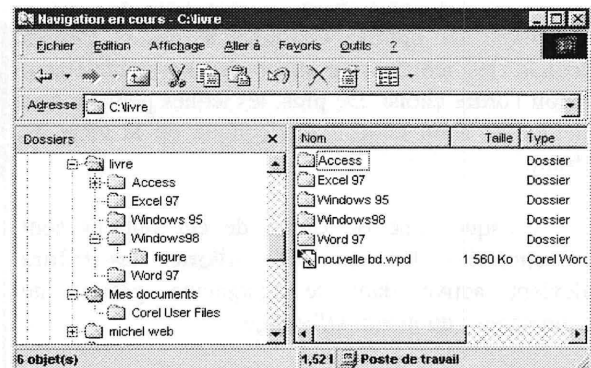 Navigation en cours - C:\livre
Fichier Edition Affichage Aller à Favoris Outils ?
Adresse C:\livre
Dossiers
livre
Access
Excel 97
Windows 95
Windows98
figure
Word 97
Mes documents
Corel User Files
michel web
Nom Taille Type
Access Dossier
Excel 97 Dossier
Windows 95 Dossier
Windows98 Dossier
Word 97 Dossier
nouvelle bd.wpd 1 560 Ko Corel Word
6 objet(s) 1,52 l Poste de travail